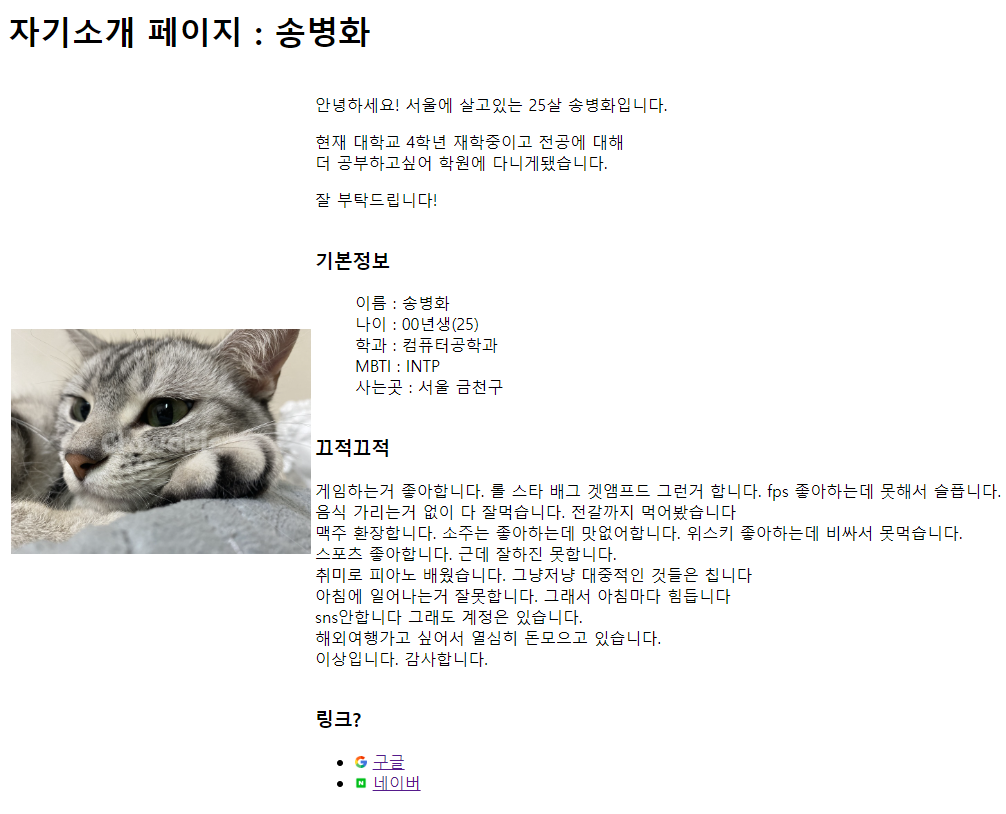 자기소개 페이지 : 송병화
안녕하세요! 서울에 살고있는 25살 송병화입니다.
현재 대학교 4학년 재학중이고 전공에 대해
더 공부하고싶어 학원에 다니게됐습니다.
잘 부탁드립니다!
기본정보
이름 : 송병화
나이 : 00년생(25)
학과 : 컴퓨터공학과
MBTI : INTP
사는곳 : 서울 금천구
끄적끄적
게임하는거 좋아합니다. 롤 스타 배그 겟앰프드 그런거 합니다. fps 좋아하는데 못해서 슬픕니다.
음식 가리는거 없이 다 잘먹습니다. 전갈까지 먹어봤습니다
맥주 환장합니다. 소주는 좋아하는데 맛없어합니다. 위스키 좋아하는데 비싸서 못먹습니다.
스포츠 좋아합니다. 근데 잘하진 못합니다.
취미로 피아노 배웠습니다. 그냥저냥 대중적인 것들은 칩니다
아침에 일어나는거 잘못합니다. 그래서 아침마다 힘듭니다
sns안합니다 그래도 계정은 있습니다.
해외여행가고 싶어서 열심히 돈모으고 있습니다.
이상입니다. 감사합니다.
링크?
구글
네이버